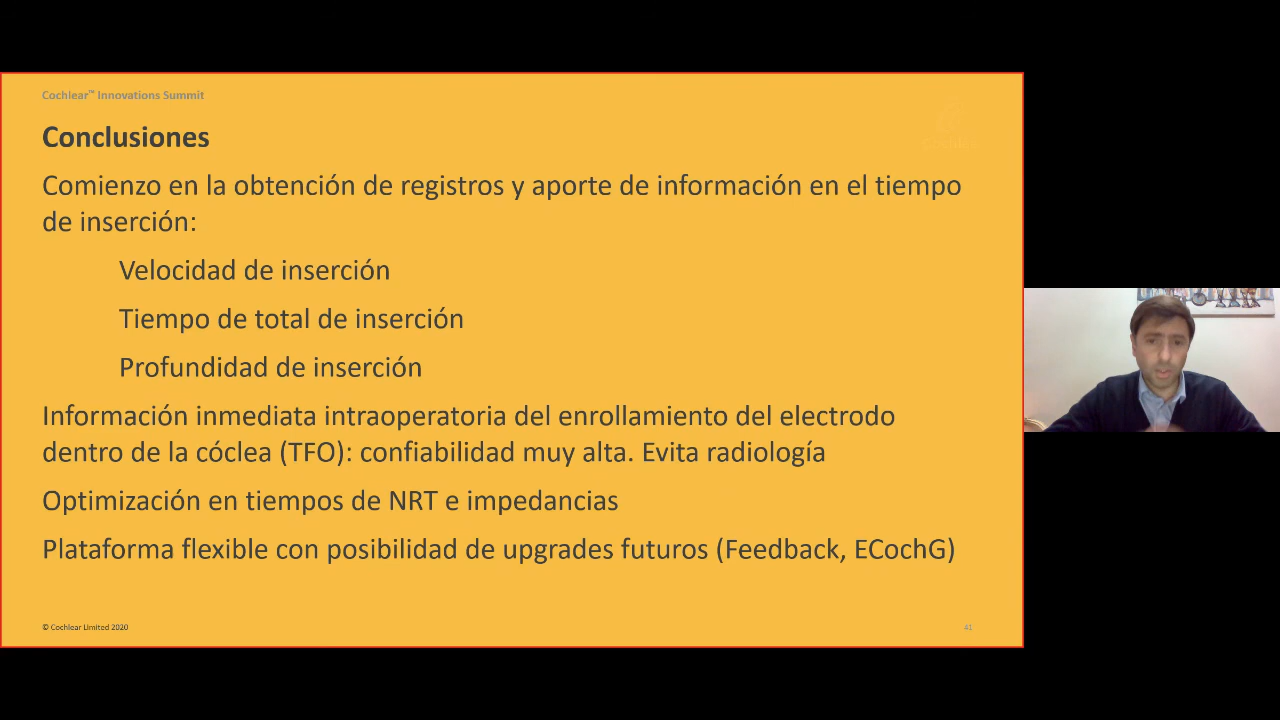 Cochlear™ Innovations Summit
Conclusiones
Comienzo en la obtención de registros y aporte de información en el tiempo
de inserción:
Velocidad de inserción
Tiempo de total de inserción
Profundidad de inserción
Información inmediata intraoperatoria del enrollamiento del electrodo
dentro de la cóclea (TFO): confiabilidad muy alta. Evita radiología
Optimización en tiempos de NRT e impedancias
Plataforma flexible con posibilidad de upgrades futuros (Feedback, ECochG)
© Cochlear Limited 2020
41